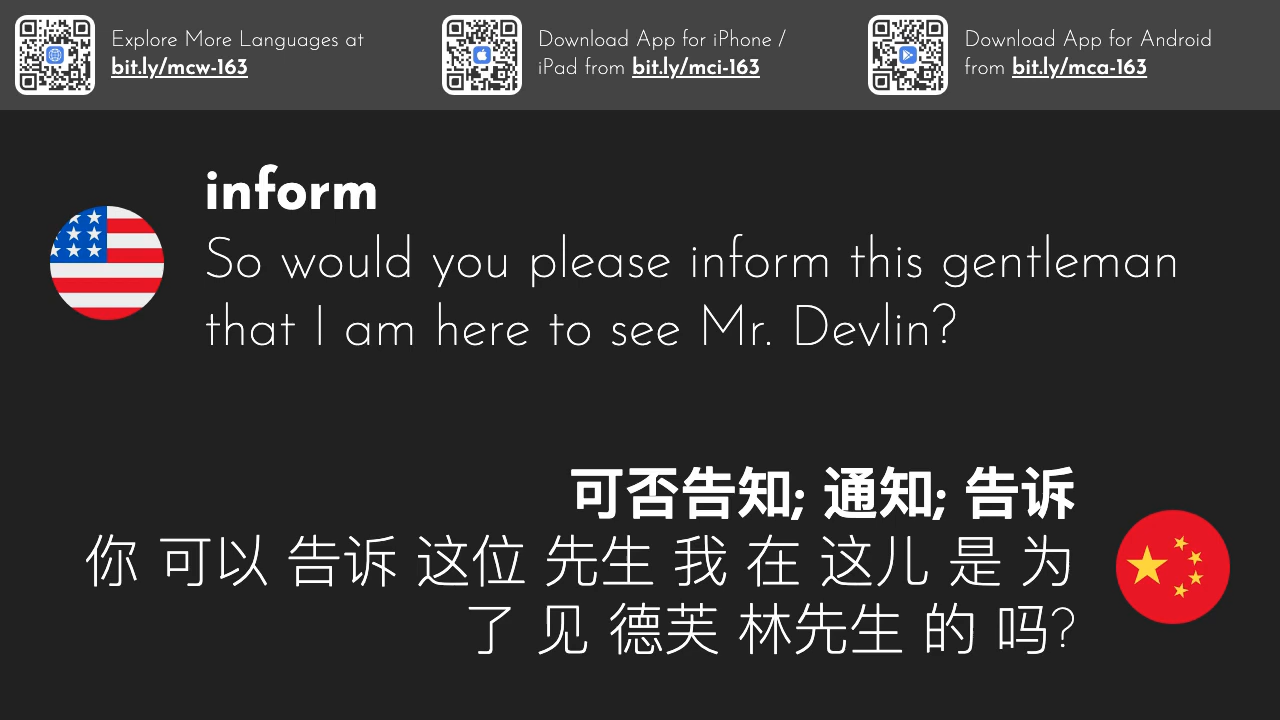 Explore More Languages at
bit.ly/mcw-163
Download App for iPhone /
iPad from bit.ly/mci-163
Download App for Android
from bit.ly/mca-163
inform
So would you please inform this gentleman
that I am here to see Mr. Devlin?
可否告知; 通知; 告诉
你 可以 告诉 这位 先生 我 在 这儿 是 为
了 见 德芙 林先生 的 吗?